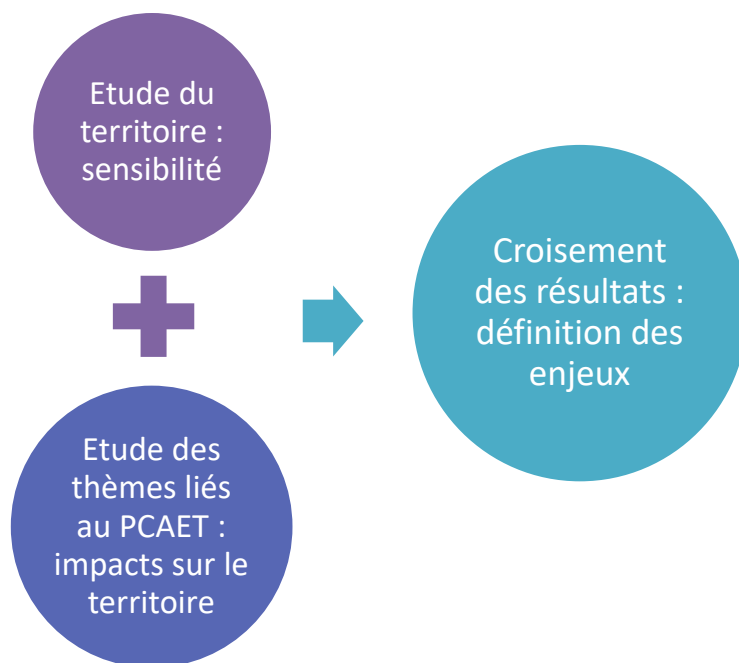 Etude du
territoire :
sensibilité
Etude des
thèmes liés
au PCAET :
impacts sur le
territoire
Croisement
des résultats :
définition des
enjeux